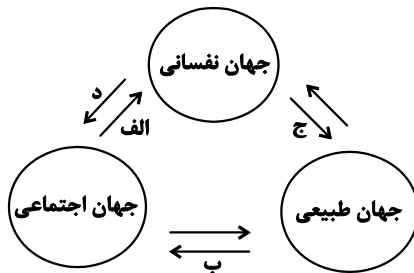 جهان نفسانی
د
الف
ج
جهان اجتماعی
جهان طبیعی
ب